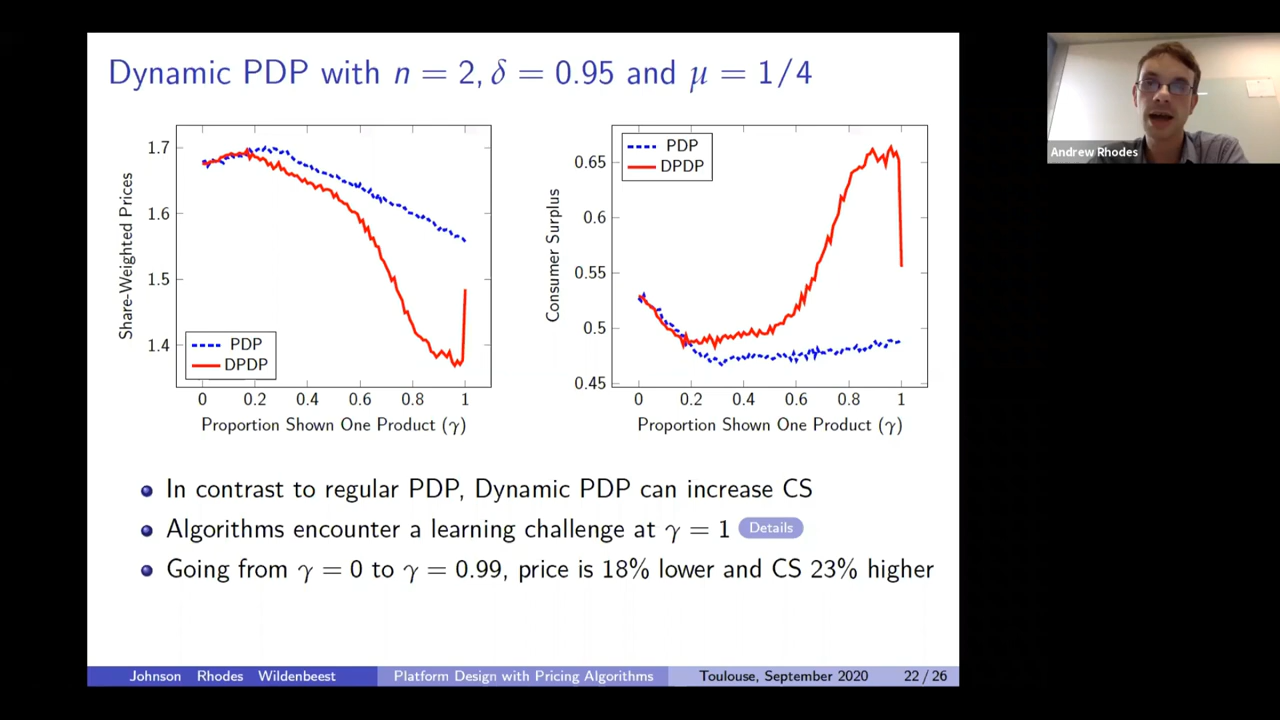 Dynamic PDP with n = 2, δ = 0.95 and μ = 1/4
Andrew Rhodes
Share-Weighted Prices
1.7
1.6
1.5
1.4
PDP
DPDP
0 0.2 0.4 0.6 0.8 1
Proportion Shown One Product (γ)
Consumer Surplus
0.65
0.6
0.55
0.5
0.45
PDP
DPDP
0 0.2 0.4 0.6 0.8 1
Proportion Shown One Product (γ)
In contrast to regular PDP, Dynamic PDP can increase CS
Algorithms encounter a learning challenge at γ = 1 Details
Going from γ = 0 to γ = 0.99, price is 18% lower and CS 23% higher
Johnson Rhodes Wildenbeest Platform Design with Pricing Algorithms Toulouse, September 2020 22 / 26